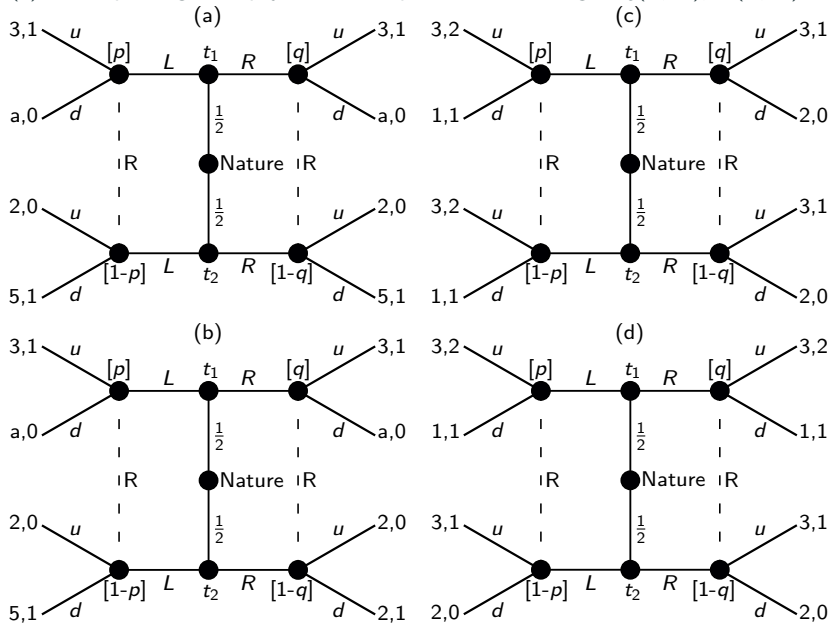 (a)
3,1 u [p] L t1 R [q] u 3,1
a,0 d 1/2 d a,0
R Nature R
2,0 u 1/2 u 2,0
5,1 d [1-p] L t2 R [1-q] d 5,1
(c)
3,2 u [p] L t1 R [q] u 3,1
1,1 d 1/2 d 2,0
R Nature R
3,2 u 1/2 u 3,1
1,1 d [1-p] L t2 R [1-q] d 2,0
(b)
3,1 u [p] L t1 R [q] u 3,1
a,0 d 1/2 d a,0
R Nature R
2,0 u 1/2 u 2,0
5,1 d [1-p] L t2 R [1-q] d 2,1
(d)
3,2 u [p] L t1 R [q] u 3,2
1,1 d 1/2 d 1,1
R Nature R
3,1 u 1/2 u 3,1
2,0 d [1-p] L t2 R [1-q] d 2,0